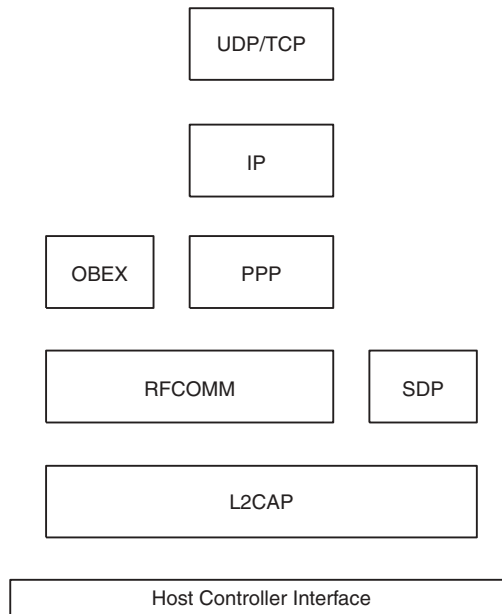 UDP/TCP
IP
OBEX
PPP
RFCOMM
SDP
L2CAP
Host Controller Interface